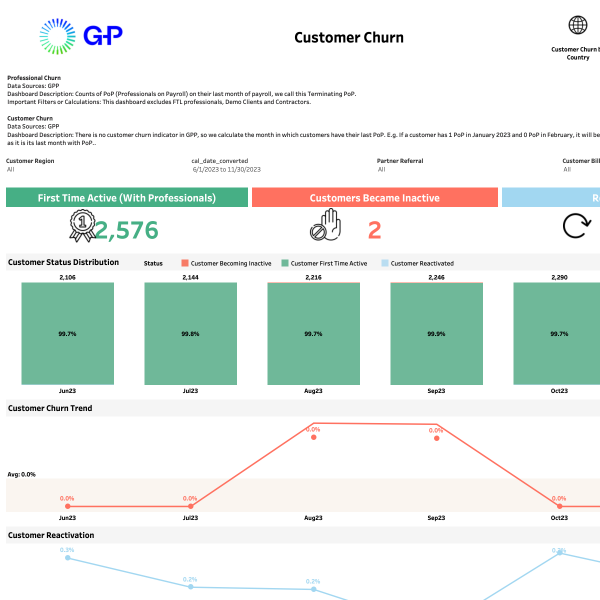 G-P
Customer Churn
Customer Churn b
Country
Professional Churn
Data Sources: GPP
Dashboard Description: Counts of PoP (Professionals on Payroll) on their last month of payroll, we call this Terminating PoP.
Important Filters or Calculations: This dashboard excludes FTL professionals, Demo Clients and Contractors.
Customer Churn
Data Sources: GPP
Dashboard Description: There is no customer churn indicator in GPP, so we calculate the month in which customers have their last PoP. E.g. If a customer has 1 PoP in January 2023 and 0 PoP in February, it will be
as it is its last month with PoP..
Customer Region cal_date_converted Partner Referral Customer Bill
All 6/1/2023 to 11/30/2023 All All
First Time Active (With Professionals) Customers Became Inactive R
1 2,576 2
Customer Status Distribution Status Customer Becoming Inactive Customer First Time Active Customer Reactivated
2,106 2,144 2,216 2,246 2,290
99.7% 99.8% 99.7% 99.9% 99.7%
Jun23 Jul23 Aug23 Sep23 Oct23
Customer Churn Trend
0.0% 0.0%
Avg: 0.0%
0.0% 0.0% 0.0%
Jun23 Jul23 Aug23 Sep23 Oct23
Customer Reactivation
0.3%
0.2% 0.2%